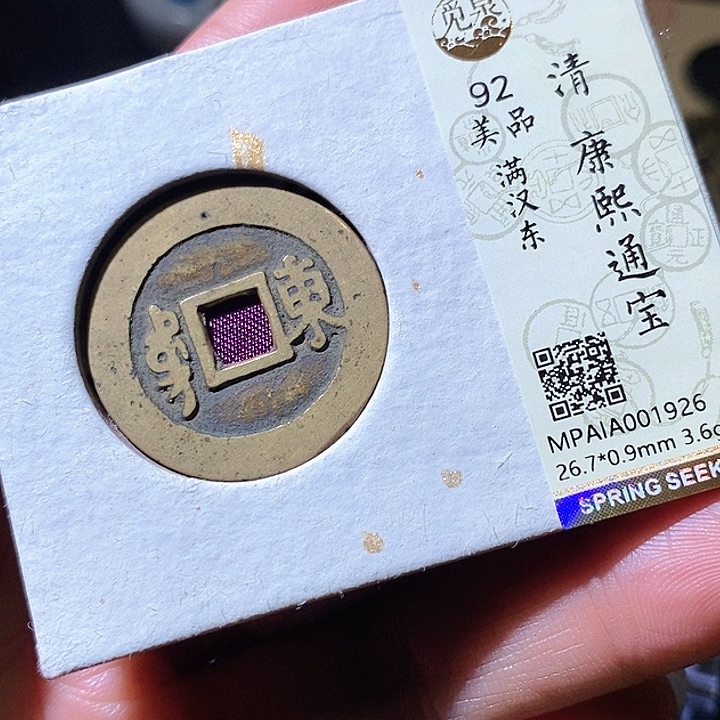 觅泉
清 康熙通宝
92
美品
满汉东
MPAIA001926
26.7*0.9mm 3.6
SPRING SEEK
東